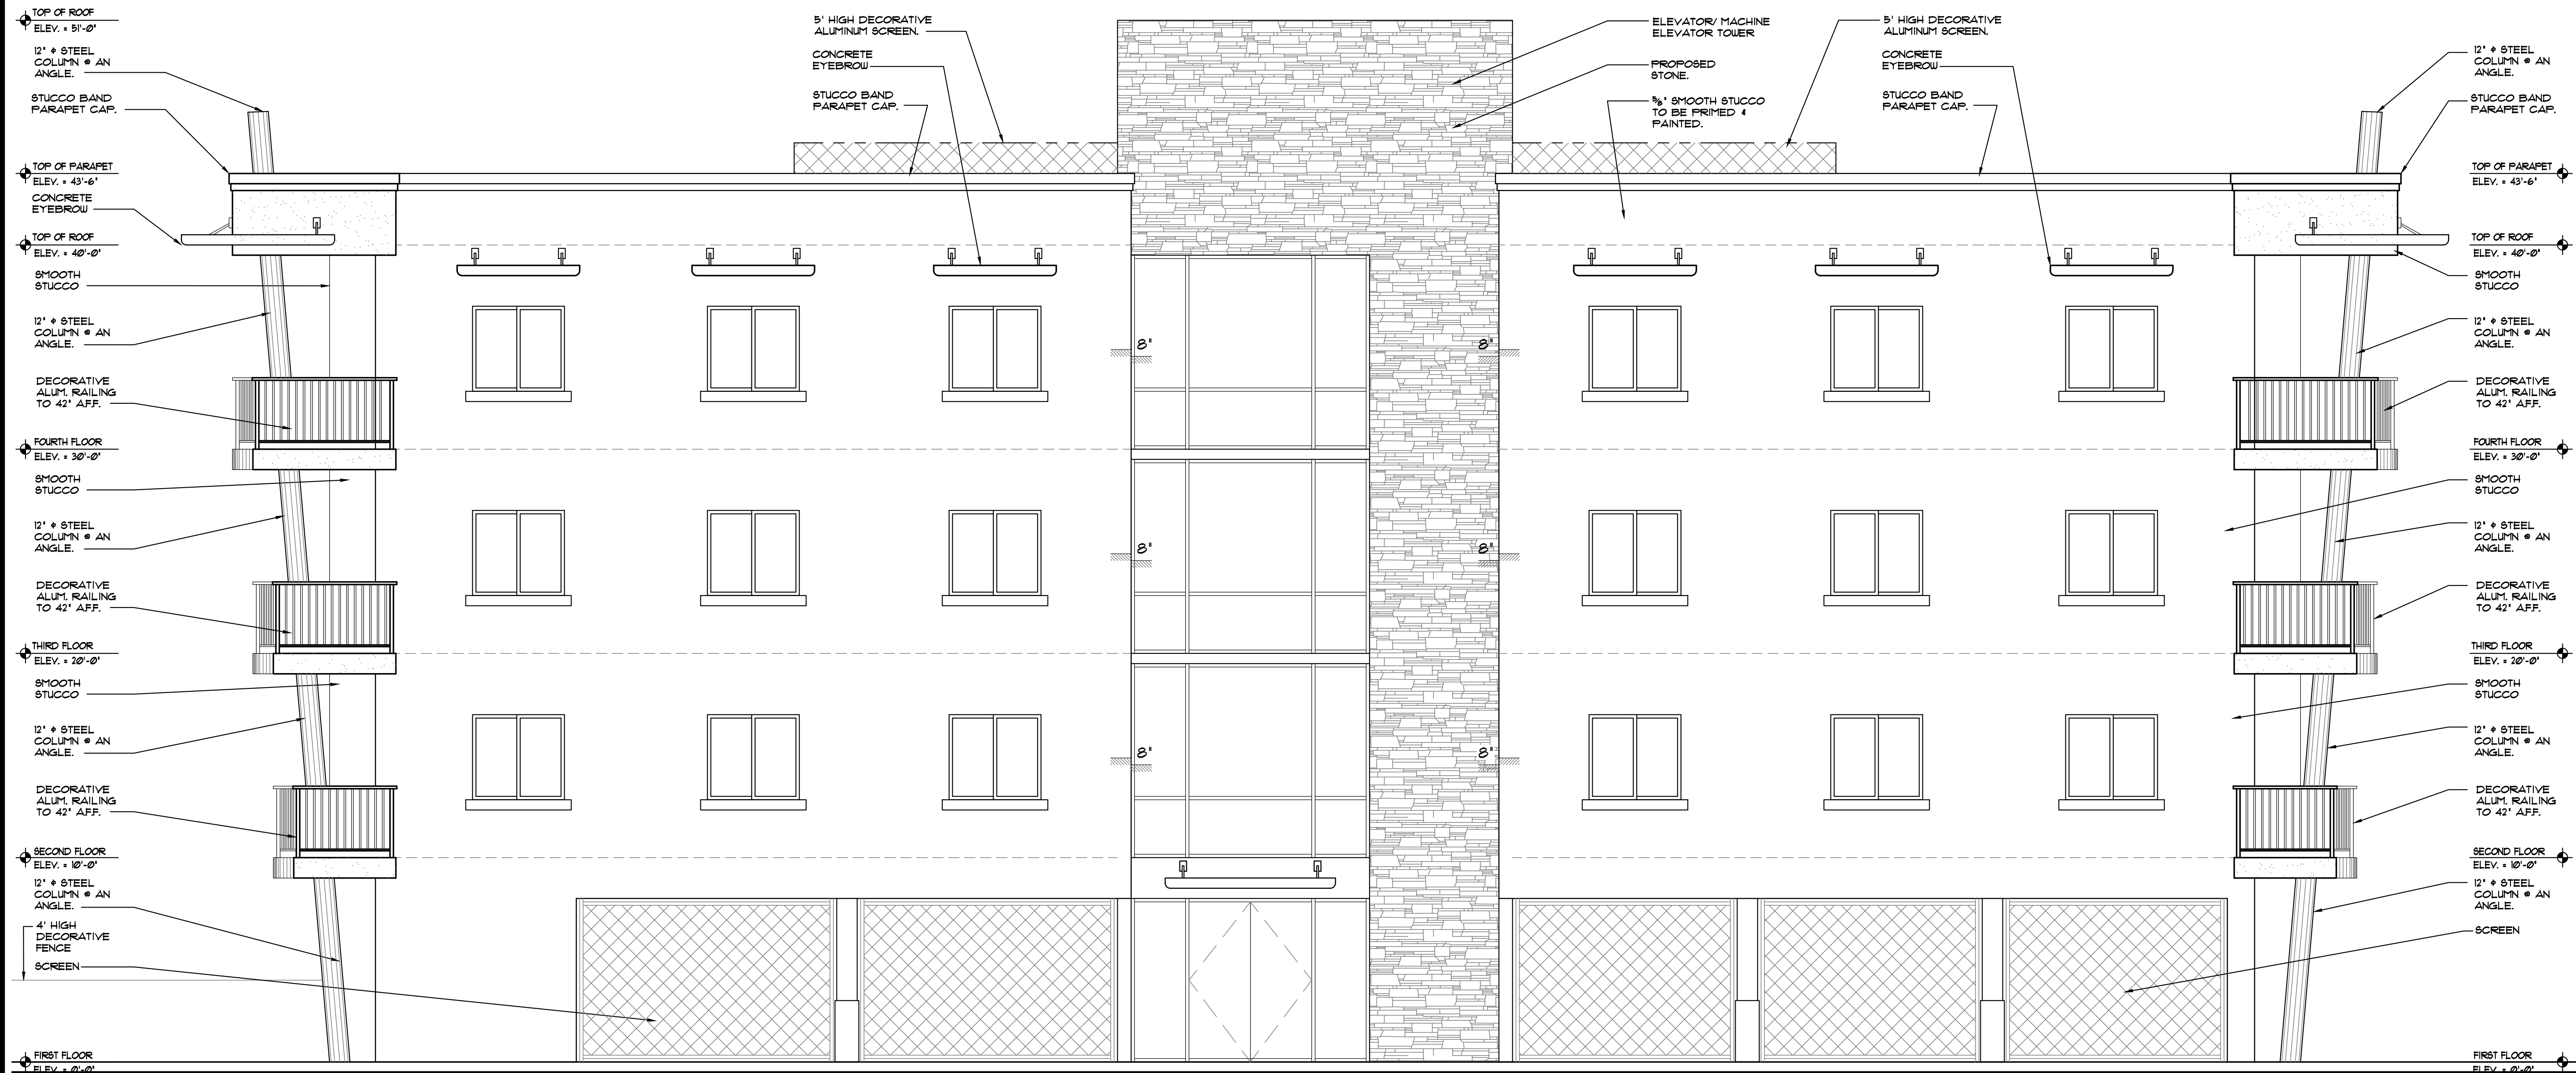 TOP OF ROOF
ELEV. = 51'-0"
12" ϕ STEEL
COLUMN @ AN
ANGLE.
STUCCO BAND
PARAPET CAP.
TOP OF PARAPET
ELEV. = 43'-6"
CONCRETE
EYEBROW
TOP OF ROOF
ELEV. = 40'-0"
SMOOTH
STUCCO
12" ϕ STEEL
COLUMN @ AN
ANGLE.
DECORATIVE
ALUM. RAILING
TO 42" A.F.F.
FOURTH FLOOR
ELEV. = 30'-0"
SMOOTH
STUCCO
12" ϕ STEEL
COLUMN @ AN
ANGLE.
DECORATIVE
ALUM. RAILING
TO 42" A.F.F.
THIRD FLOOR
ELEV. = 20'-0"
SMOOTH
STUCCO
12" ϕ STEEL
COLUMN @ AN
ANGLE.
DECORATIVE
ALUM. RAILING
TO 42" A.F.F.
SECOND FLOOR
ELEV. = 10'-0"
12" ϕ STEEL
COLUMN @ AN
ANGLE.
4' HIGH
DECORATIVE
FENCE
SCREEN
FIRST FLOOR
ELEV. = 0'-0"
5' HIGH DECORATIVE
ALUMINUM SCREEN.
CONCRETE
EYEBROW
STUCCO BAND
PARAPET CAP.
8"
8"
8"
8"
8"
8"
ELEVATOR/ MACHINE
ELEVATOR TOWER
PROPOSED
STONE.
5/8" SMOOTH STUCCO
TO BE PRIMED &
PAINTED.
5' HIGH DECORATIVE
ALUMINUM SCREEN.
CONCRETE
EYEBROW
STUCCO BAND
PARAPET CAP.
12" ϕ STEEL
COLUMN @ AN
ANGLE.
STUCCO BAND
PARAPET CAP.
TOP OF PARAPET
ELEV. = 43'-6"
TOP OF ROOF
ELEV. = 40'-0"
SMOOTH
STUCCO
12" ϕ STEEL
COLUMN @ AN
ANGLE.
DECORATIVE
ALUM. RAILING
TO 42" A.F.F.
FOURTH FLOOR
ELEV. = 30'-0"
SMOOTH
STUCCO
12" ϕ STEEL
COLUMN @ AN
ANGLE.
DECORATIVE
ALUM. RAILING
TO 42" A.F.F.
THIRD FLOOR
ELEV. = 20'-0"
SMOOTH
STUCCO
12" ϕ STEEL
COLUMN @ AN
ANGLE.
DECORATIVE
ALUM. RAILING
TO 42" A.F.F.
SECOND FLOOR
ELEV. = 10'-0"
12" ϕ STEEL
COLUMN @ AN
ANGLE.
SCREEN
FIRST FLOOR
ELEV. = 0'-0"